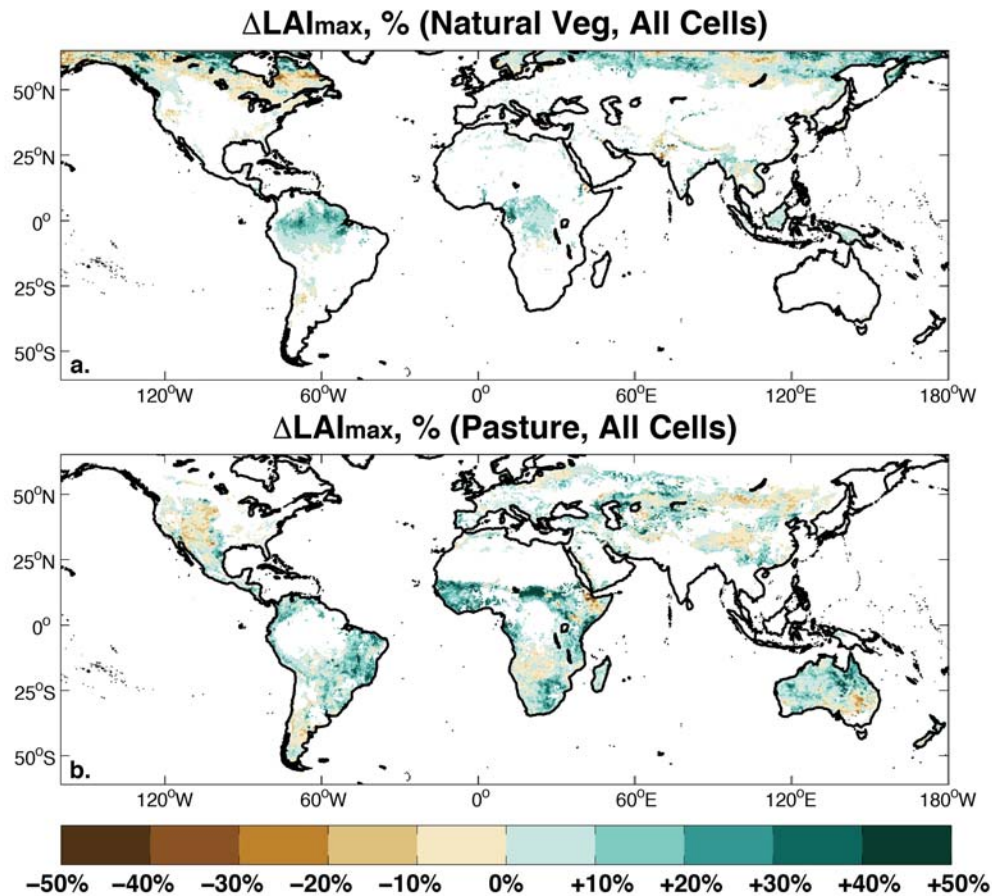 ΔLAImax, % (Natural Veg, All Cells)
50°N
25°N
0°
25°S
50°S
a.
120°W 60°W 0° 60°E 120°E 180°W
ΔLAImax, % (Pasture, All Cells)
50°N
25°N
0°
25°S
50°S
b.
120°W 60°W 0° 60°E 120°E 180°W
−50% −40% −30% −20% −10% 0% +10% +20% +30% +40% +50%